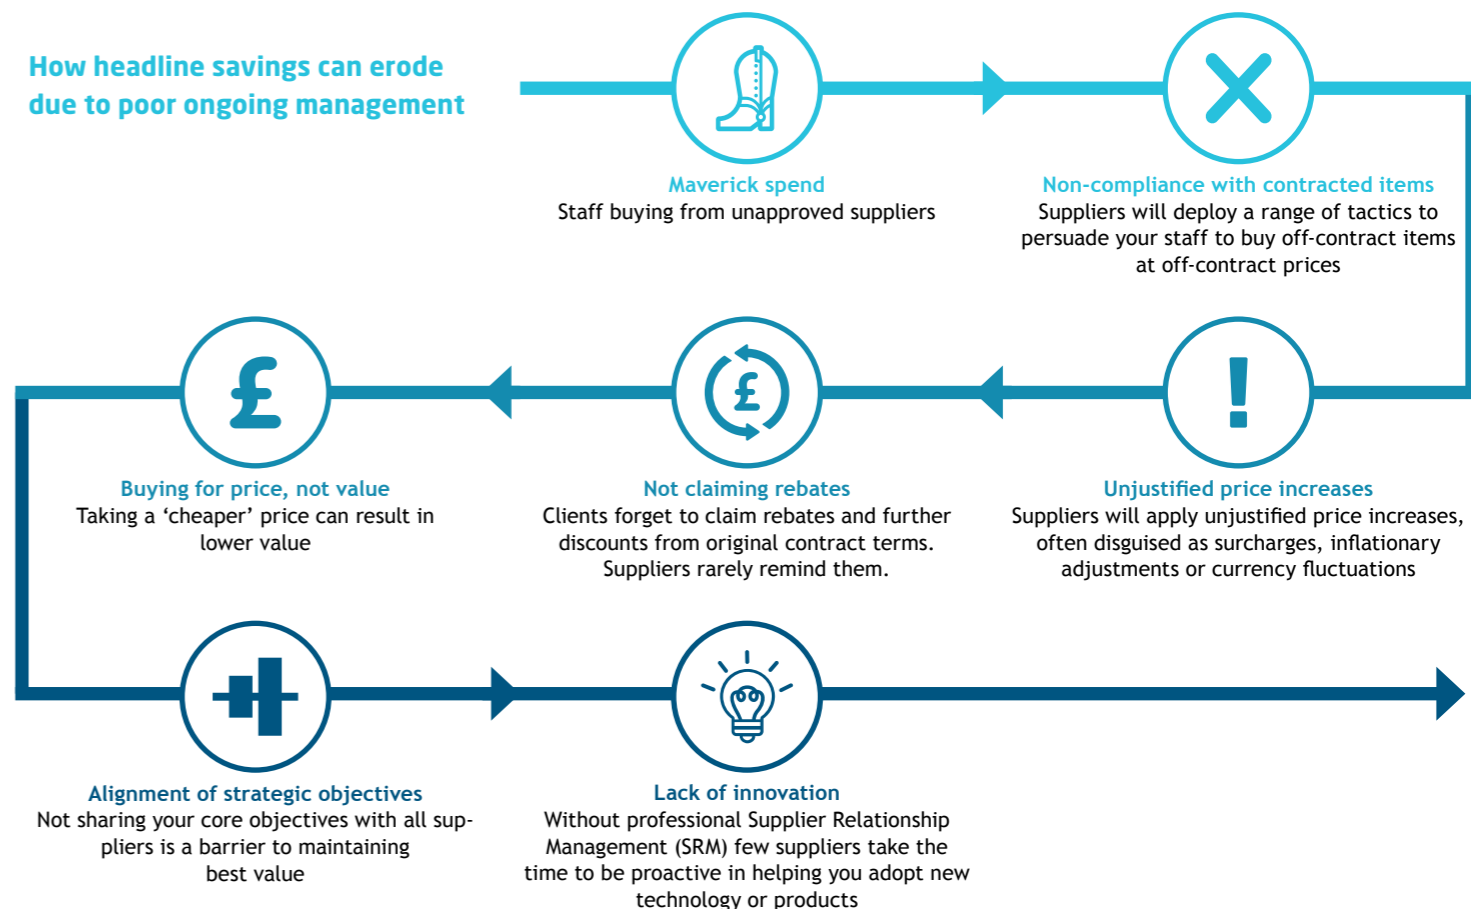 How headline savings can erode
due to poor ongoing management
Maverick spend
Staff buying from unapproved suppliers
Non-compliance with contracted items
Suppliers will deploy a range of tactics to
persuade your staff to buy off-contract items
at off-contract prices
!
Unjustified price increases
Suppliers will apply unjustified price increases,
often disguised as surcharges, inflationary
adjustments or currency fluctuations
£
Not claiming rebates
Clients forget to claim rebates and further
discounts from original contract terms.
Suppliers rarely remind them.
£
Buying for price, not value
Taking a ‘cheaper’ price can result in
lower value
Alignment of strategic objectives
Not sharing your core objectives with all sup-
pliers is a barrier to maintaining
best value
Lack of innovation
Without professional Supplier Relationship
Management (SRM) few suppliers take the
time to be proactive in helping you adopt new
technology or products